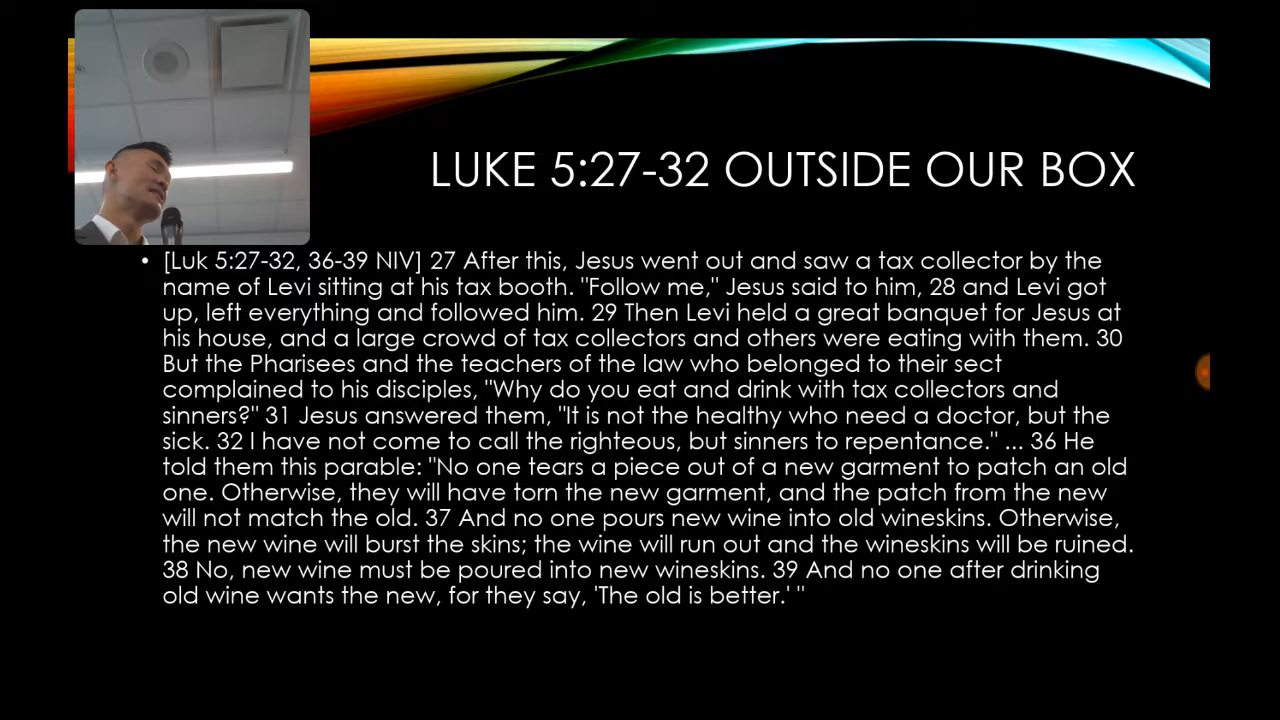 LUKE 5:27-32 OUTSIDE OUR BOX
• [Luk 5:27-32, 36-39 NIV] 27 After this, Jesus went out and saw a tax collector by the
name of Levi sitting at his tax booth. "Follow me," Jesus said to him, 28 and Levi got
up, left everything and followed him. 29 Then Levi held a great banquet for Jesus at
his house, and a large crowd of tax collectors and others were eating with them. 30
But the Pharisees and the teachers of the law who belonged to their sect
complained to his disciples, "Why do you eat and drink with tax collectors and
sinners?" 31 Jesus answered them, "It is not the healthy who need a doctor, but the
sick. 32 I have not come to call the righteous, but sinners to repentance." ... 36 He
told them this parable: "No one tears a piece out of a new garment to patch an old
one. Otherwise, they will have torn the new garment, and the patch from the new
will not match the old. 37 And no one pours new wine into old wineskins. Otherwise,
the new wine will burst the skins; the wine will run out and the wineskins will be ruined.
38 No, new wine must be poured into new wineskins. 39 And no one after drinking
old wine wants the new, for they say, 'The old is better.' "